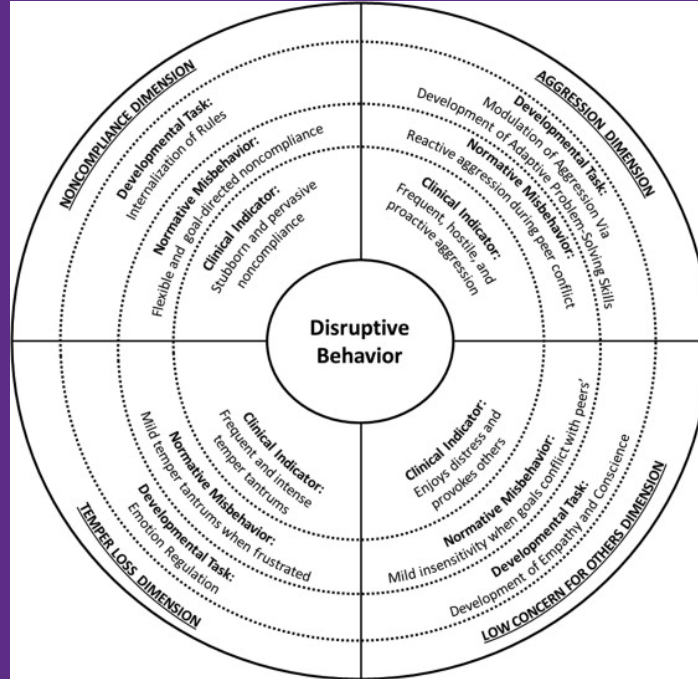 NONCOMPLIANCE DIMENSION
Developmental Task:
Internalization of Rules
Normative Misbehavior:
Flexible and goal-directed noncompliance
Clinical Indicator:
Stubborn and pervasive
noncompliance
AGGRESSION DIMENSION
Developmental Task:
Modulation of Aggression Via
Development of Adaptive Problem-Solving Skills
Normative Misbehavior:
Reactive aggression during peer conflict
Clinical Indicator:
Frequent, hostile, and
proactive aggression
Disruptive
Behavior
Clinical Indicator:
Frequent and intense
temper tantrums
Normative Misbehavior:
Mild temper tantrums when frustrated
Developmental Task:
Emotion Regulation
TEMPER LOSS DIMENSION
Clinical Indicator:
Enjoys distress and
provokes others
Normative Misbehavior:
Mild insensitivity when goals conflict with peers’
Developmental Task:
Development of Empathy and Conscience
LOW CONCERN FOR OTHERS DIMENSION